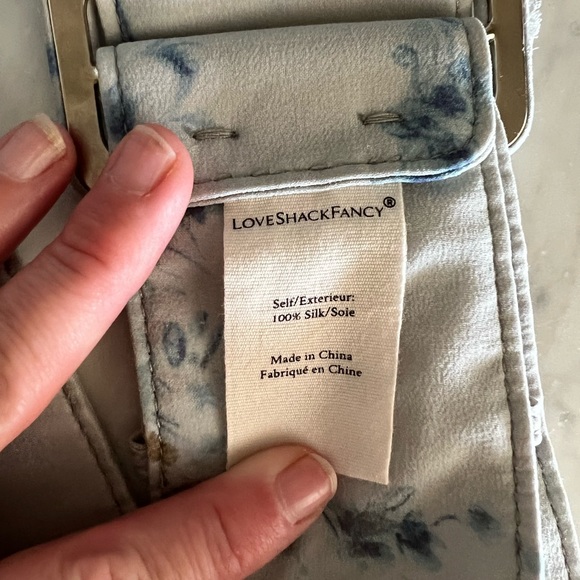 LOVESHACKFANCY®
Self/Exterieur:
100% Silk/Soie
Made in China
Fabriqué en Chine